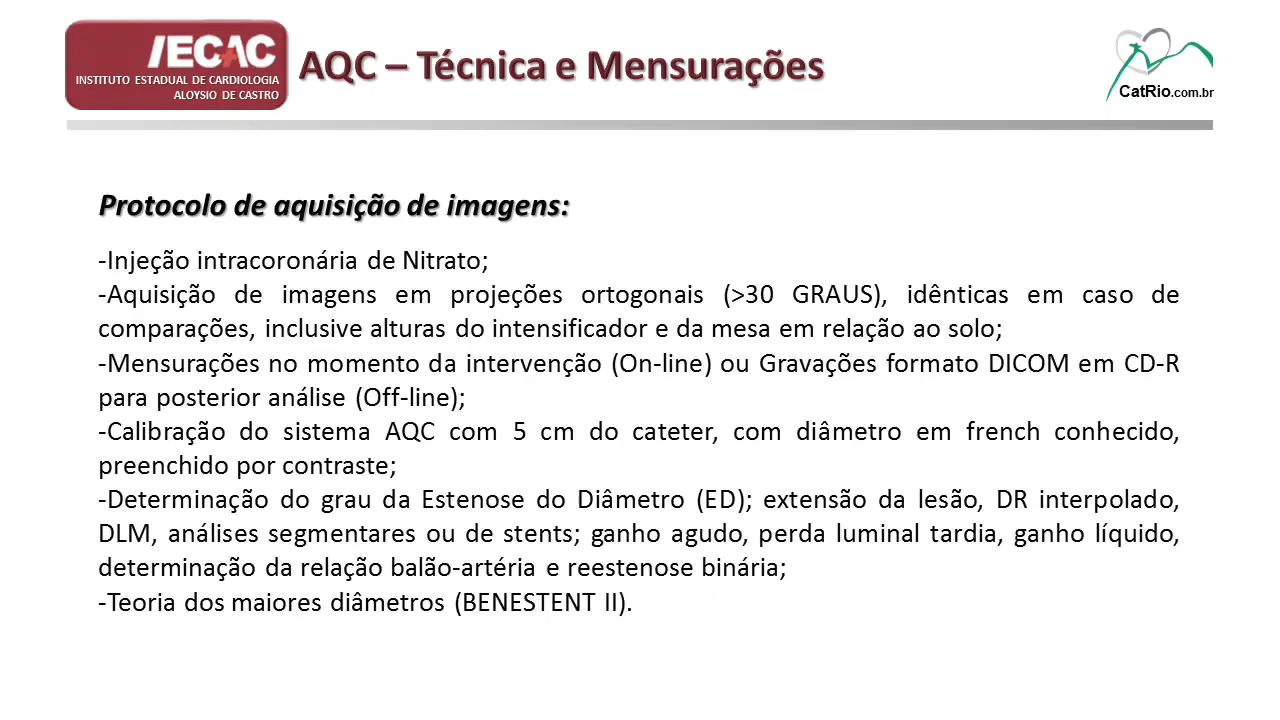 IECAC
INSTITUTO ESTADUAL DE CARDIOLOGIA
ALOYSIO DE CASTRO
AQC – Técnica e Mensurações
CatRio.com.br
Protocolo de aquisição de imagens:
-Injeção intracoronária de Nitrato;
-Aquisição de imagens em projeções ortogonais (>30 GRAUS), idênticas em caso de
comparações, inclusive alturas do intensificador e da mesa em relação ao solo;
-Mensurações no momento da intervenção (On-line) ou Gravações formato DICOM em CD-R
para posterior análise (Off-line);
-Calibração do sistema AQC com 5 cm do cateter, com diâmetro em french conhecido,
preenchido por contraste;
-Determinação do grau da Estenose do Diâmetro (ED); extensão da lesão, DR interpolado,
DLM, análises segmentares ou de stents; ganho agudo, perda luminal tardia, ganho líquido,
determinação da relação balão-artéria e reestenose binária;
-Teoria dos maiores diâmetros (BENESTENT II).